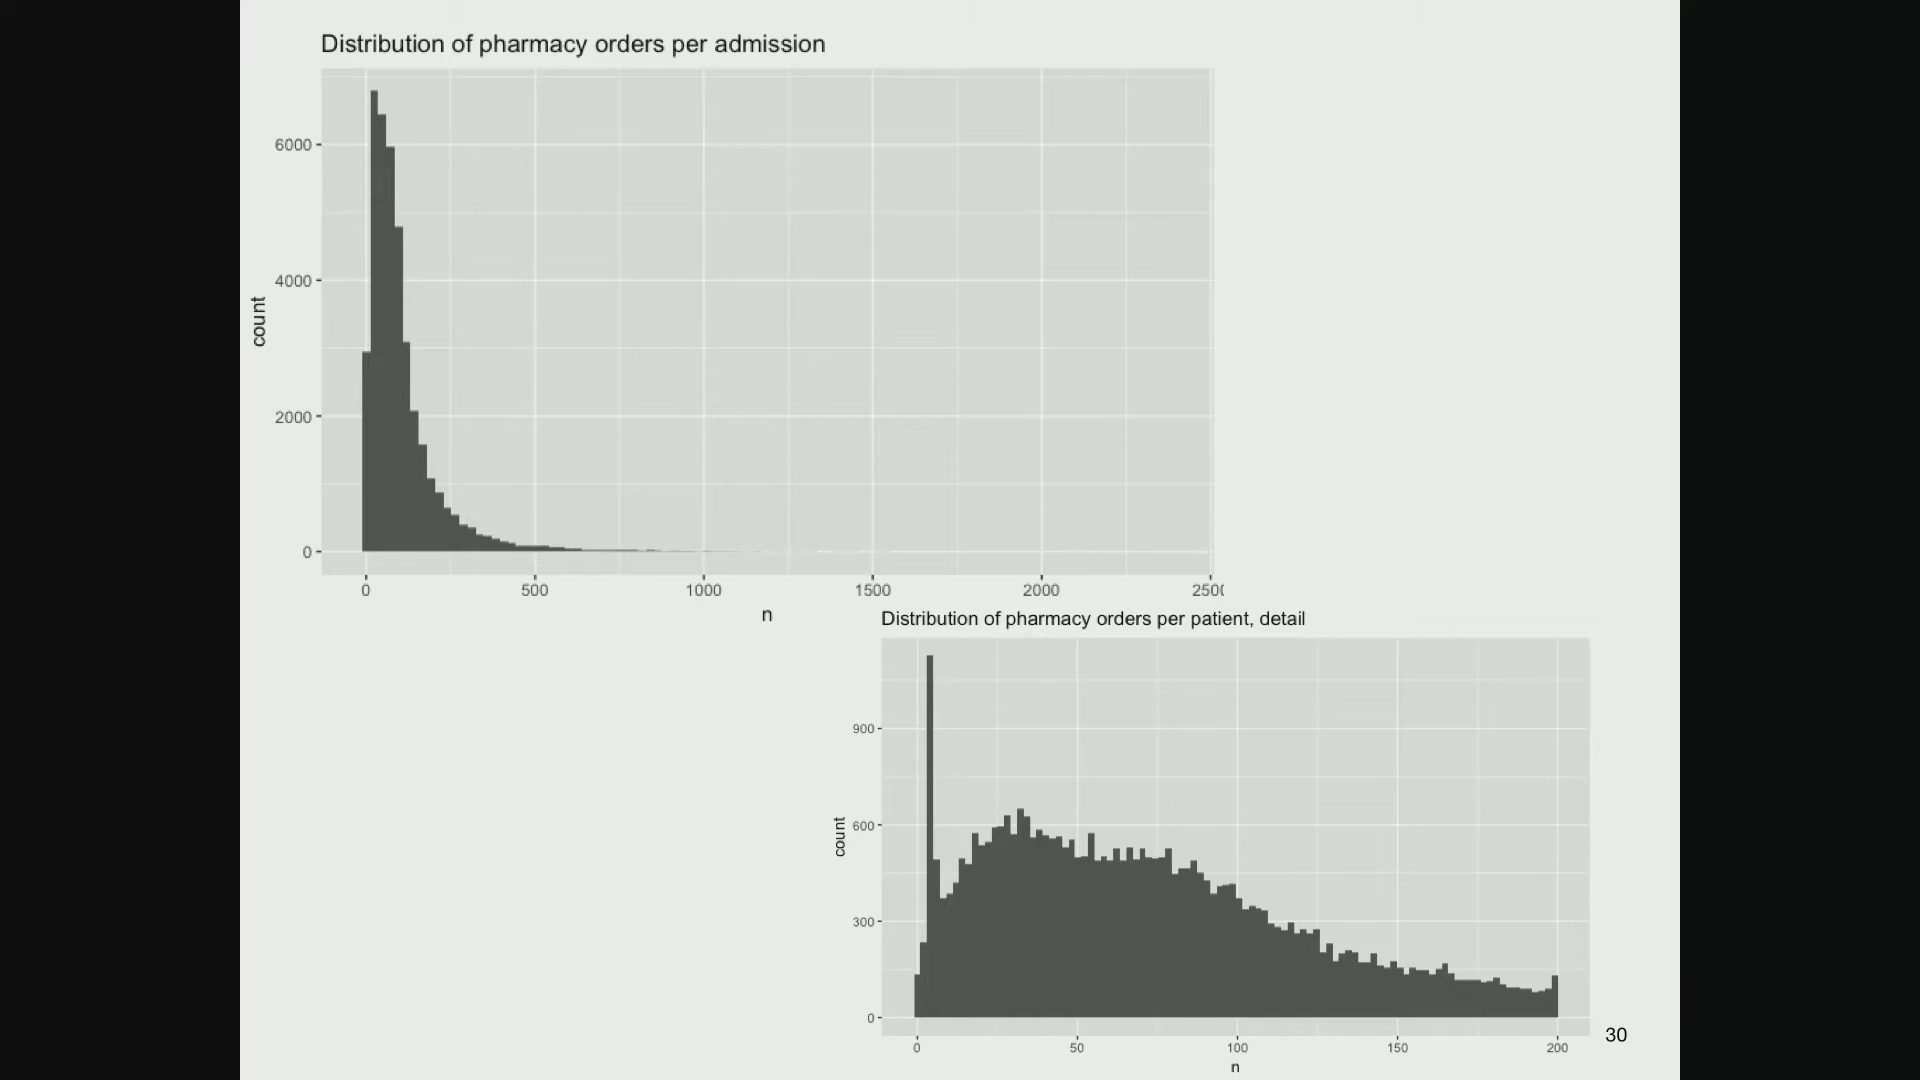 Distribution of pharmacy orders per admission
6000
4000
2000
0
count
0 500 1000 1500 2000 2500
n
Distribution of pharmacy orders per patient, detail
900
600
300
0
count
0 50 100 150 200
n
30